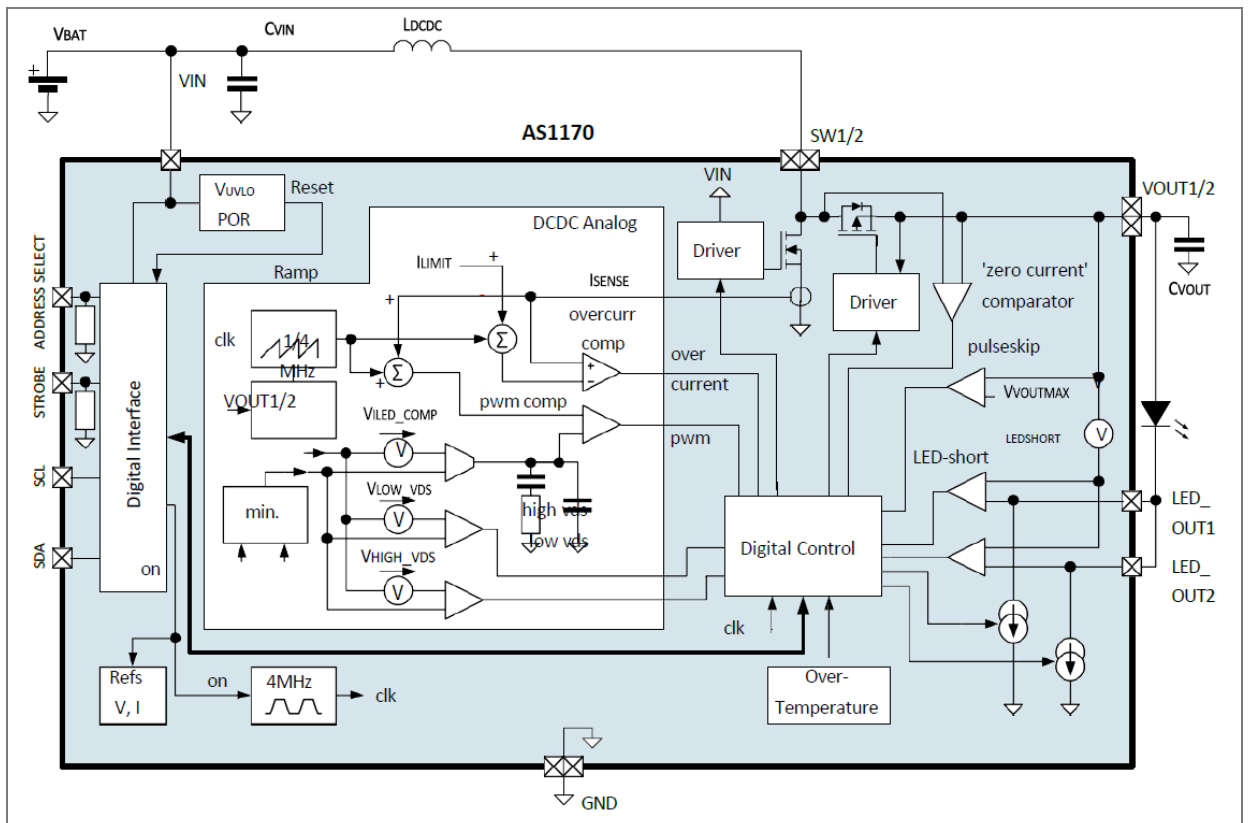 VBAT
CVIN
LDCDC
VIN
AS1170
SW1/2
VIN
VOUT1/2
VUVLO
POR
Reset
DCDC Analog
Driver
ADDRESS SELECT
Ramp
ILIMIT
+
+
ISENSE
Driver
'zero current'
comparator
CVOUT
clk
1/4
MHz
Σ
Σ
+
overcurr
comp
+
-
over
current
pulseskip
STROBE
VOUT1/2
pwm comp
VVOUTMAX
V
Digital Interface
VILED_COMP
V
pwm
LEDSHORT
V
LED-short
SCL
min.
VLOW_VDS
V
high vds
low vds
Digital Control
LED_
OUT1
SDA
on
VHIGH_VDS
V
LED_
OUT2
clk
Refs
V, I
on
4MHz
clk
Over-
Temperature
GND
+